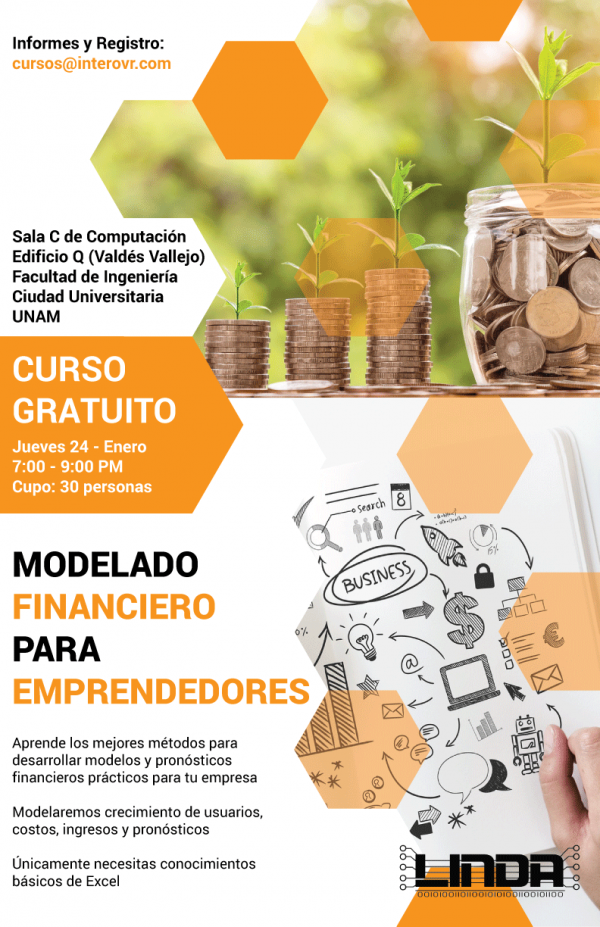 Informes y Registro:
cursos@interovr.com
Sala C de Computación
Edificio Q (Valdés Vallejo)
Facultad de Ingeniería
Ciudad Universitaria
UNAM
CURSO
GRATUITO
Jueves 24 - Enero
7:00 - 9:00 PM
Cupo: 30 personas
search
8
BUSINESS
15%
@
MODELADO
FINANCIERO
PARA
EMPRENDEDORES
Aprende los mejores métodos para
desarrollar modelos y pronósticos
financieros prácticos para tu empresa
Modelaremos crecimiento de usuarios,
costos, ingresos y pronósticos
Únicamente necesitas conocimientos
básicos de Excel
LINDA